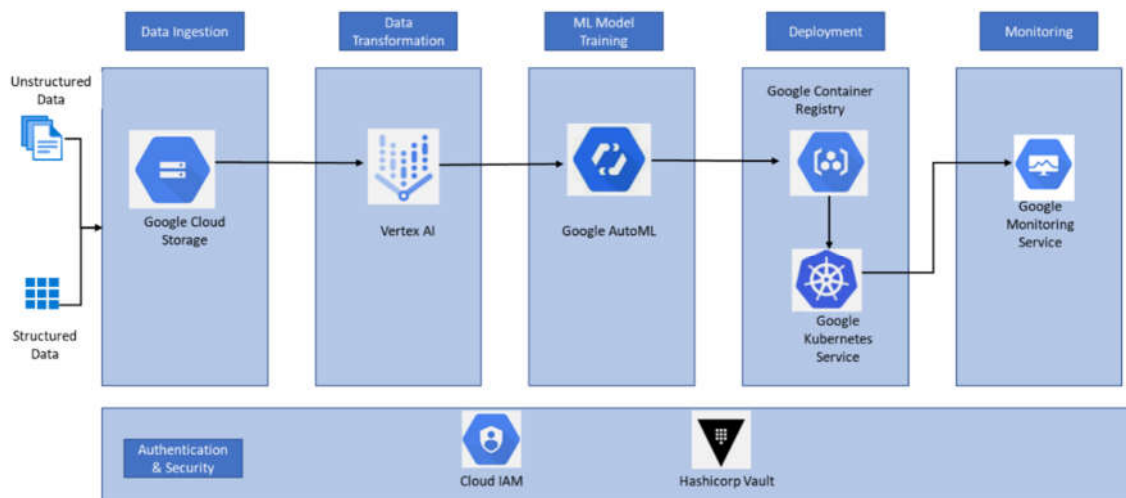 Data Ingestion
Data
Transformation
ML Model
Training
Deployment
Monitoring
Unstructured
Data
Structured
Data
Google Cloud
Storage
Vertex AI
Google AutoML
Google Container
Registry
Google
Kubernetes
Service
Google
Monitoring
Service
Authentication
& Security
Cloud IAM
Hashicorp Vault